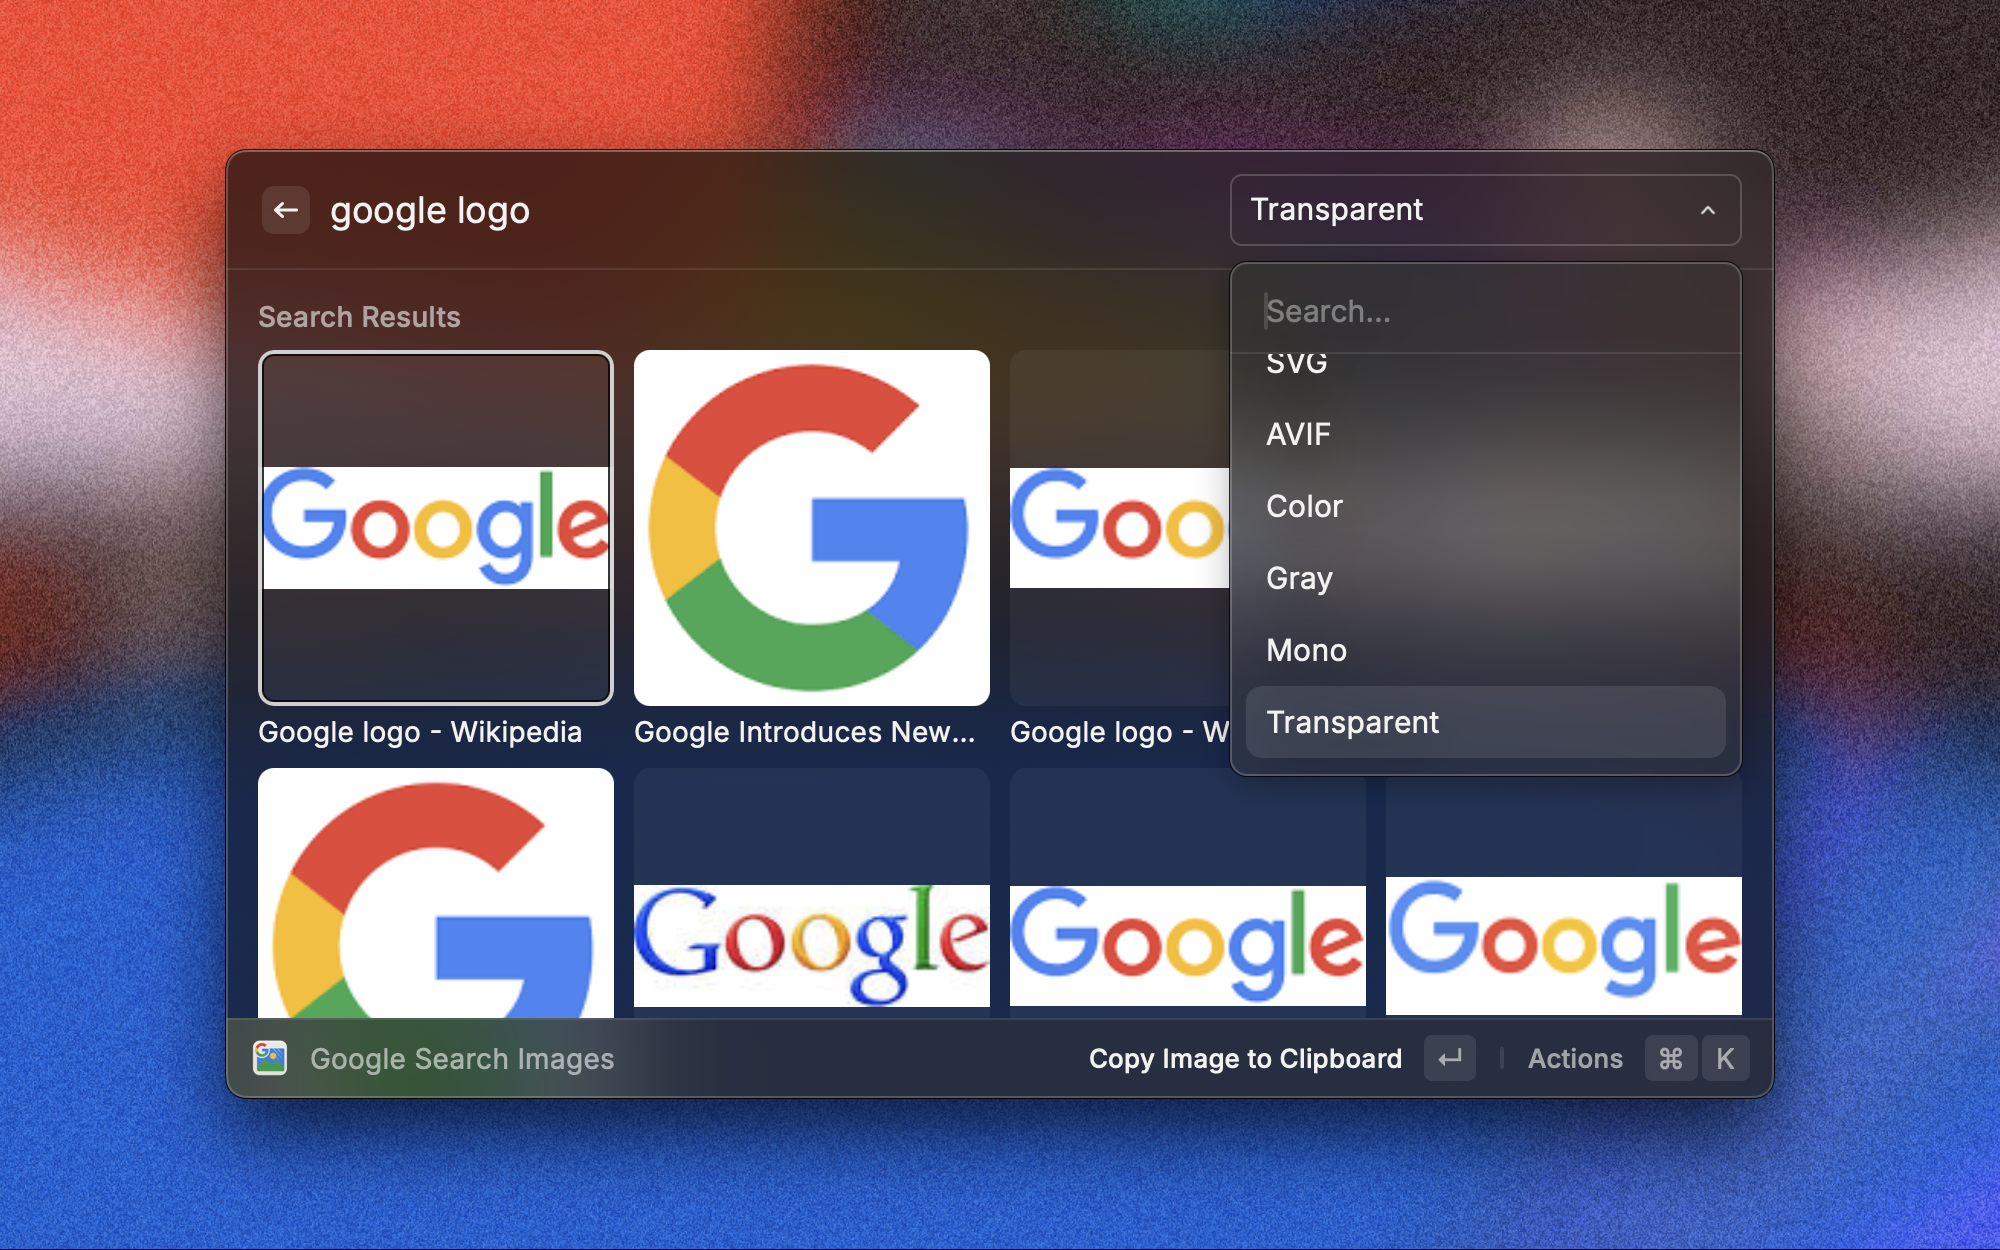 google logo
Transparent
Search...
SVG
AVIF
Color
Gray
Mono
Transparent
Search Results
Google
G
Goo
Google logo - Wikipedia
Google Introduces New...
Google logo - W
G
Google
Google
Google
Google Search Images
Copy Image to Clipboard
Actions
⌘
K